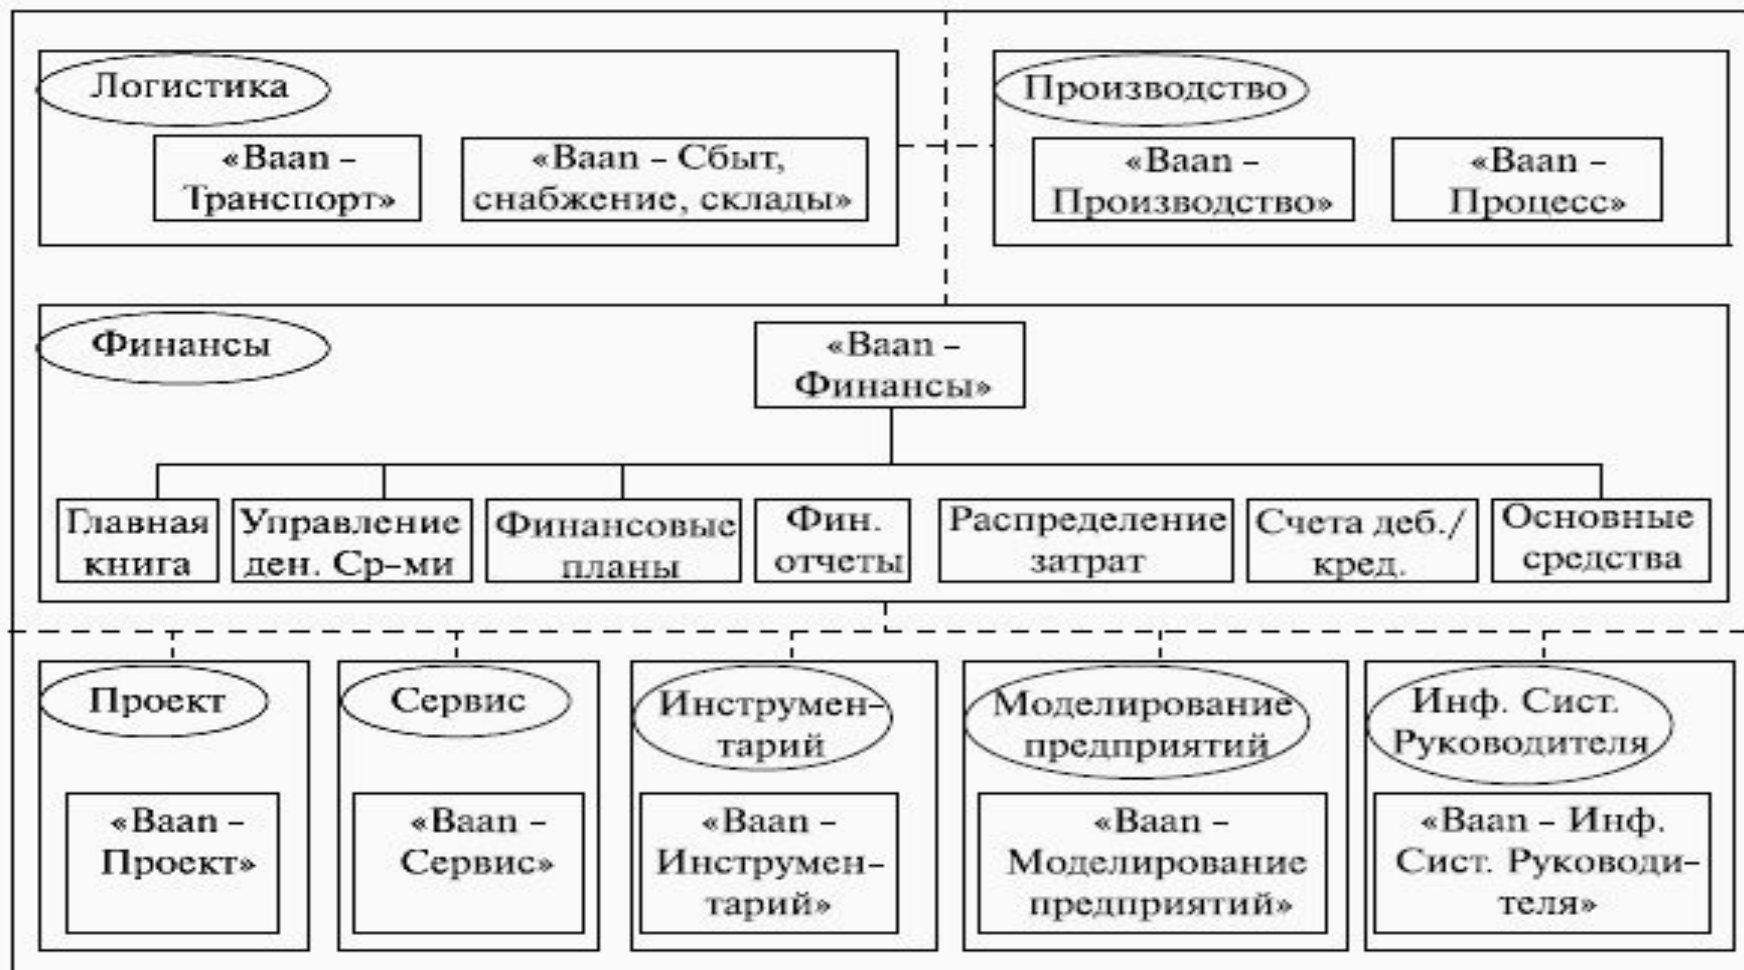 Логистика
«Baan –
Транспорт»
«Baan – Сбыт,
снабжение, склады»
Производство
«Baan –
Производство»
«Baan –
Процесс»
Финансы
«Baan –
Финансы»
Главная
книга
Управление
ден. Ср-ми
Финансовые
планы
Фин.
отчеты
Распределение
затрат
Счета деб./
кред.
Основные
средства
Проект
«Baan –
Проект»
Сервис
«Baan –
Сервис»
Инструмен-
тарий
«Baan –
Инструмен-
тарий»
Моделирование
предприятий
«Baan –
Моделирование
предприятий»
Инф. Сист.
Руководителя
«Baan – Инф.
Сист. Руководи-
теля»